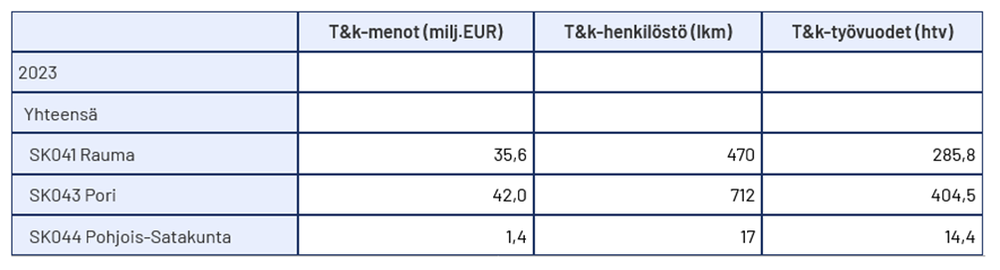 T&k-menot (milj.EUR) T&k-henkilöstö (lkm) T&k-työvuodet (htv)
2023
Yhteensä
SK041 Rauma 35,6 470 285,8
SK043 Pori 42,0 712 404,5
SK044 Pohjois-Satakunta 1,4 17 14,4